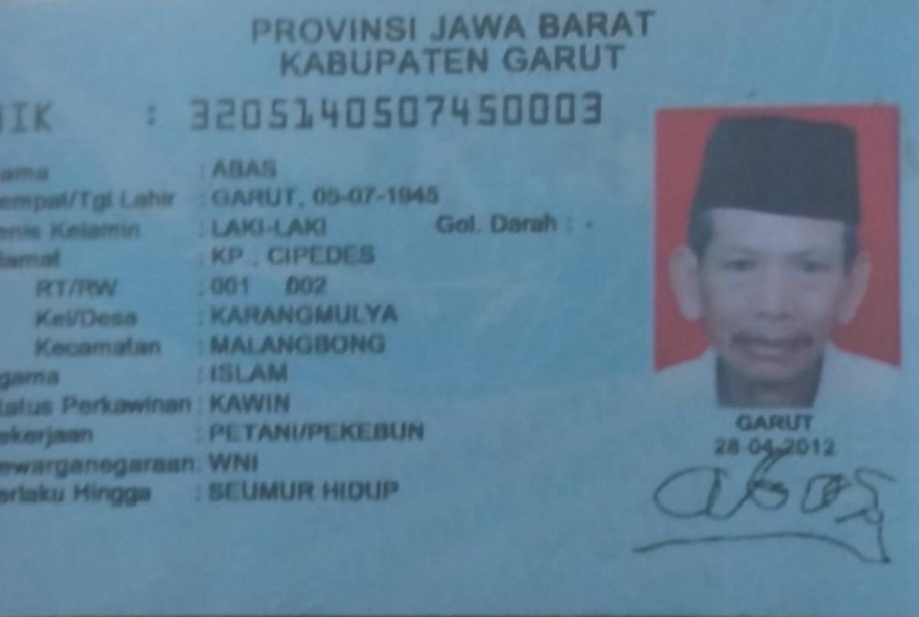 PROVINSI JAWA BARAT
KABUPATEN GARUT
NIK : 3205140507450003
ama : ABAS
empat/Tgl Lahir : GARUT, 05-07-1945
enis Kelamin : LAKI-LAKI Gol. Darah : -
lamat : KP . CIPEDES
RT/RW : 001 002
Kel/Desa : KARANGMULYA
Kecamatan : MALANGBONG
gama : ISLAM
tatus Perkawinan : KAWIN
ekerjaan : PETANI/PEKEBUN
ewarganegaraan: WNI
erlaku Hingga : SEUMUR HIDUP
GARUT
28-04-2012
abas